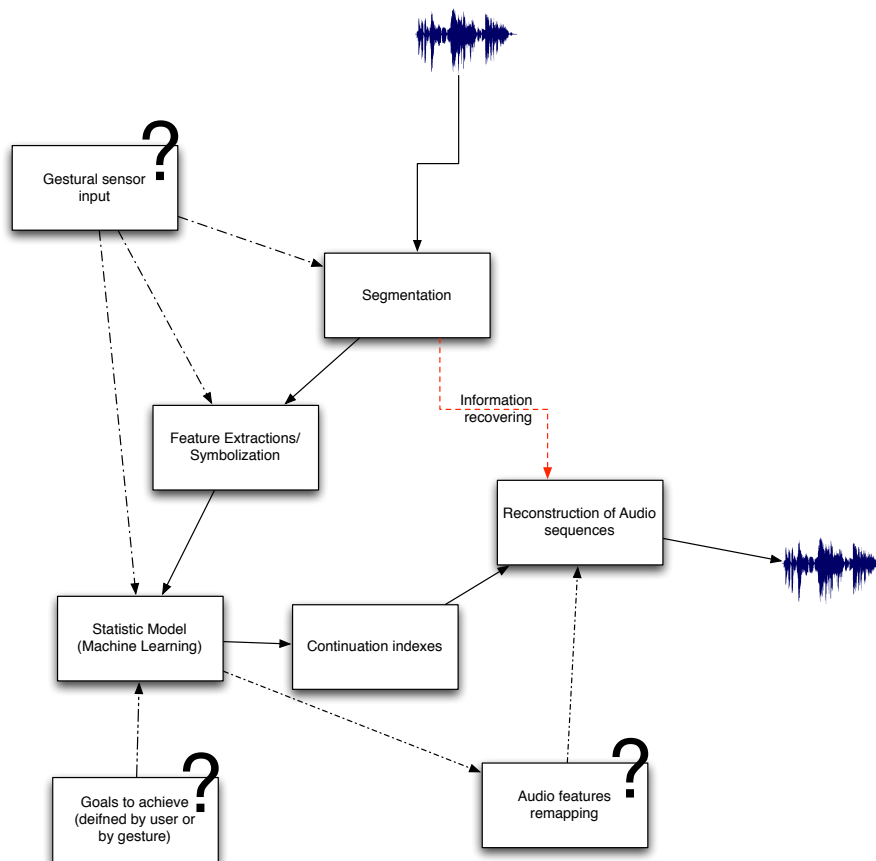 ?
Gestural sensor
input
Segmentation
Information
recovering
Feature Extractions/
Symbolization
Reconstruction of Audio
sequences
Statistic Model
(Machine Learning)
Continuation indexes
?
Goals to achieve
(deifned by user or
by gesture)
?
Audio features
remapping